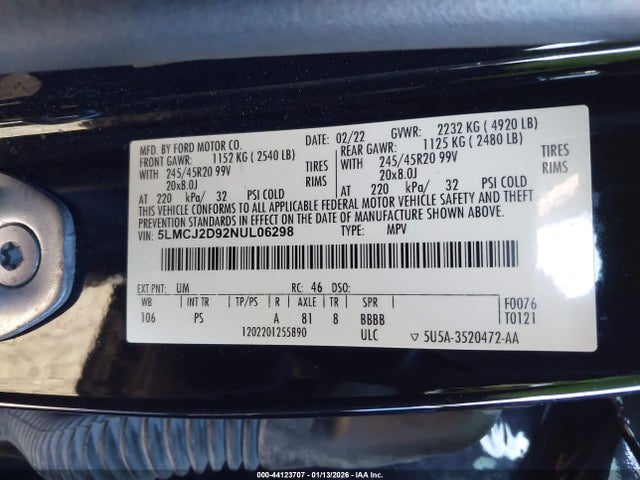 MFD. BY FORD MOTOR CO.
DATE: 02/22 GVWR: 2232 KG ( 4920 LB)
FRONT GAWR: 1152 KG ( 2540 LB) REAR GAWR: 1125 KG ( 2480 LB)
WITH 245/45R20 99V TIRES WITH 245/45R20 99V TIRES
20x8.0J RIMS 20x8.0J RIMS
AT 220 kPa/ 32 PSI COLD AT 220 kPa/ 32 PSI COLD
THIS VEHICLE CONFORMS TO ALL APPLICABLE FEDERAL MOTOR VEHICLE SAFETY AND THEFT
PREVENTION STANDARDS IN EFFECT ON THE DATE OF MANUFACTURE SHOWN ABOVE.
VIN: 5LMCJ2D92NUL06298 TYPE: MPV
EXT PNT: UM RC: 46 DSO:
WB INT TR TP/PS R AXLE TR SPR F0076
106 PS A 81 8 BBBB T0121
1202201255890 ULC ▽ 5U5A-3520472-AA
00-44123707 - 01/13/2026 - IAA Inc.